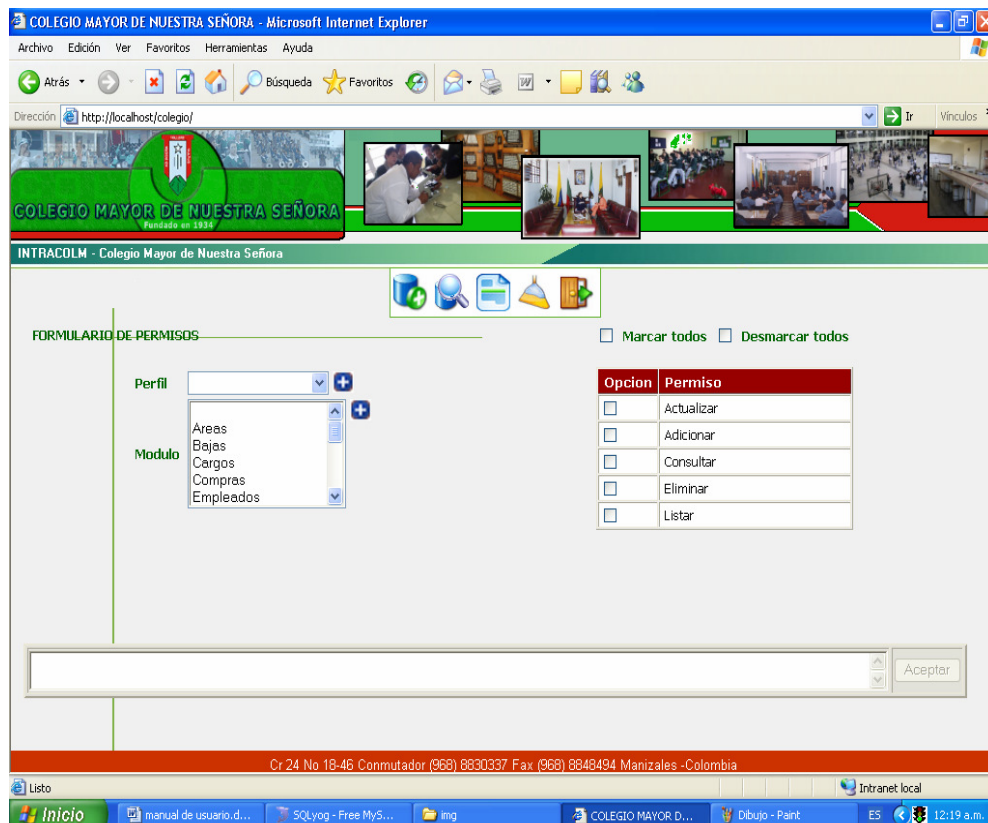 COLEGIO MAYOR DE NUESTRA SEÑORA - Microsoft Internet Explorer
Archivo Edición Ver Favoritos Herramientas Ayuda
Atrás Búsqueda Favoritos
Dirección http://localhost/colegio/ Ir Vínculos
COLEGIO MAYOR DE NUESTRA SEÑORA
Fundado en 1934
INTRACOLM - Colegio Mayor de Nuestra Señora
FORMULARIO DE PERMISOS
Marcar todos Desmarcar todos
Perfil
Opcion Permiso
Actualizar
Areas
Adicionar
Bajas
Modulo
Cargos
Consultar
Compras
Eliminar
Empleados
Listar
Aceptar
Cr 24 No 18-46 Conmutador (968) 8830337 Fax (968) 8848494 Manizales -Colombia
Listo Intranet local
Inicio manual de usuario.d... SQLyog - Free MyS... img COLEGIO MAYOR D... Dibujo - Paint ES 12:19 a.m.